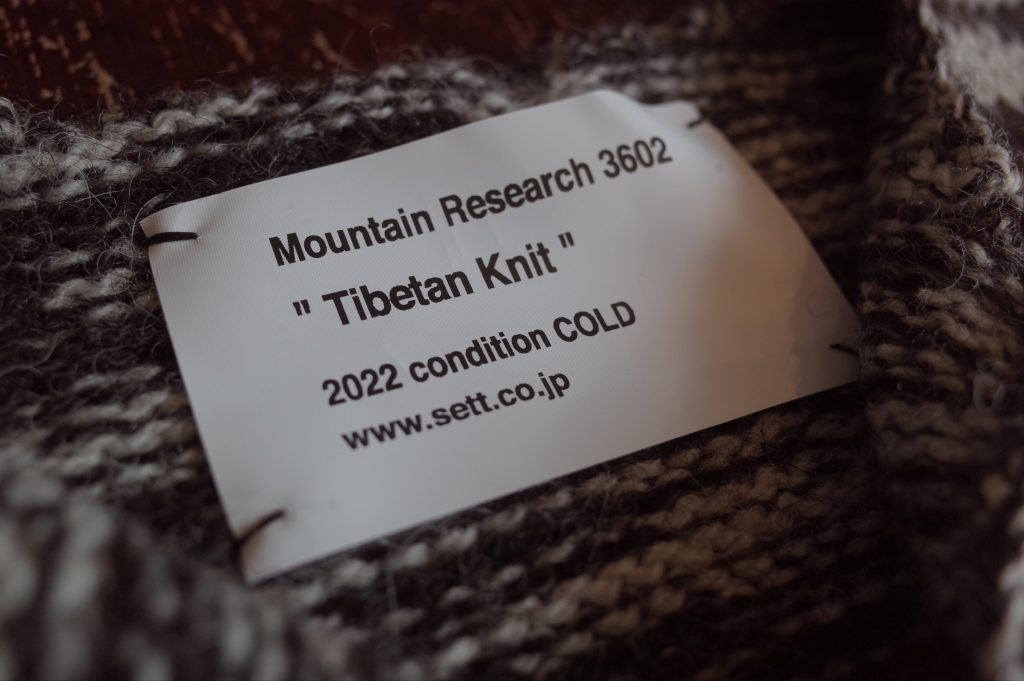 Mountain Research 3602
" Tibetan Knit "
2022 condition COLD
www.sett.co.jp